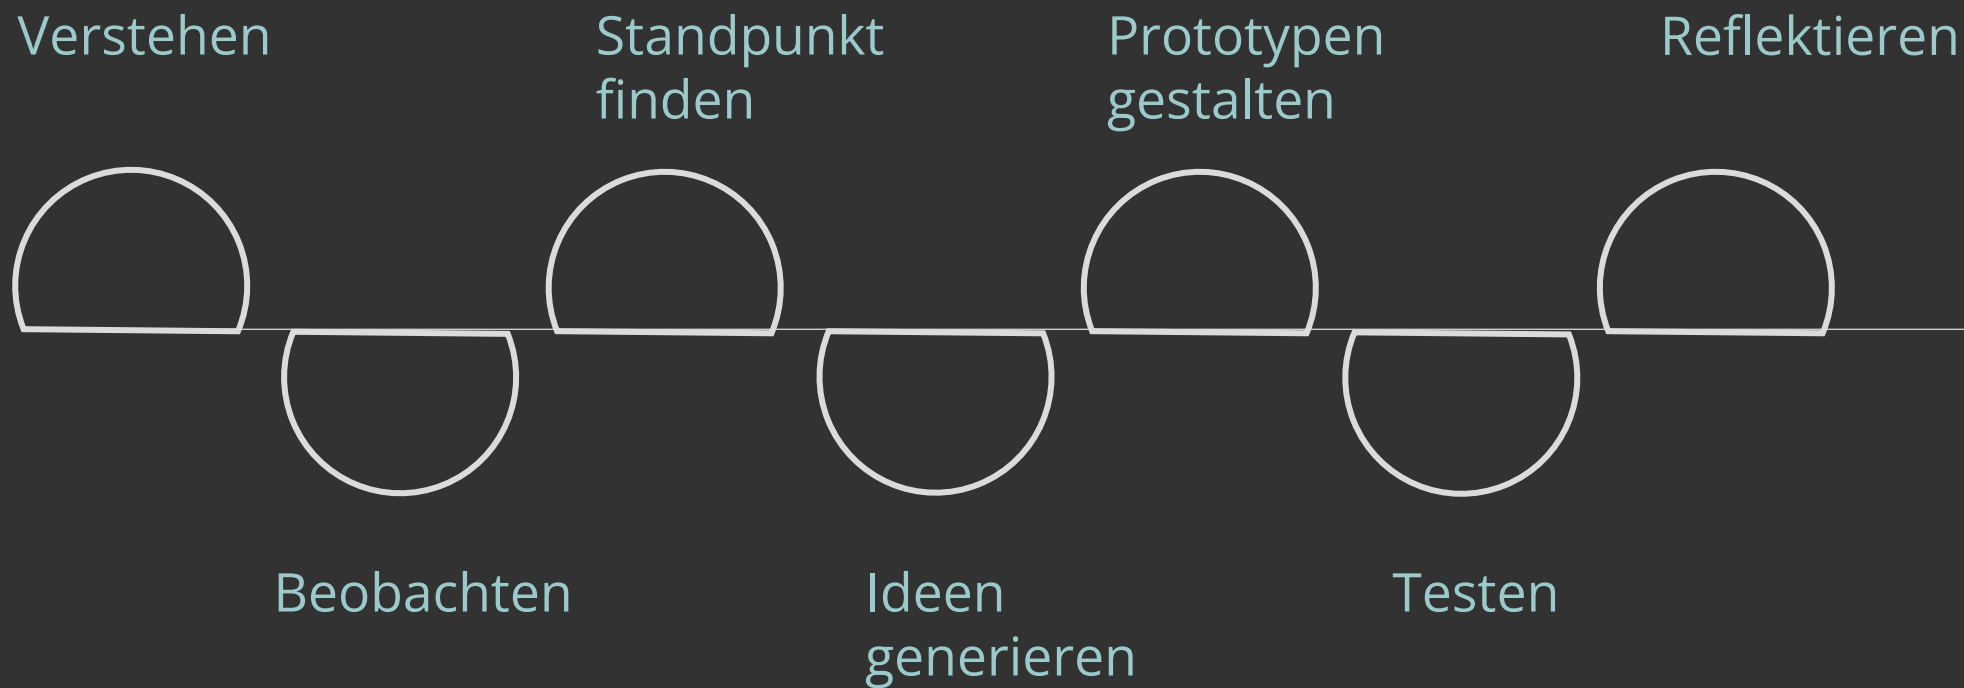 Verstehen
Beobachten
Standpunkt
finden
Ideen
generieren
Prototypen
gestalten
Testen
Reflektieren